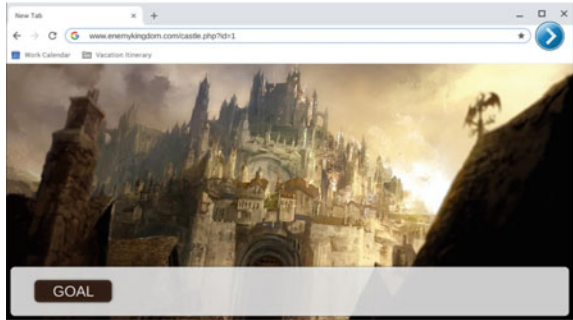 New Tab
www.enemykingdom.com/castle.php?id=1
Work Calendar Vacation Itinerary
GOAL